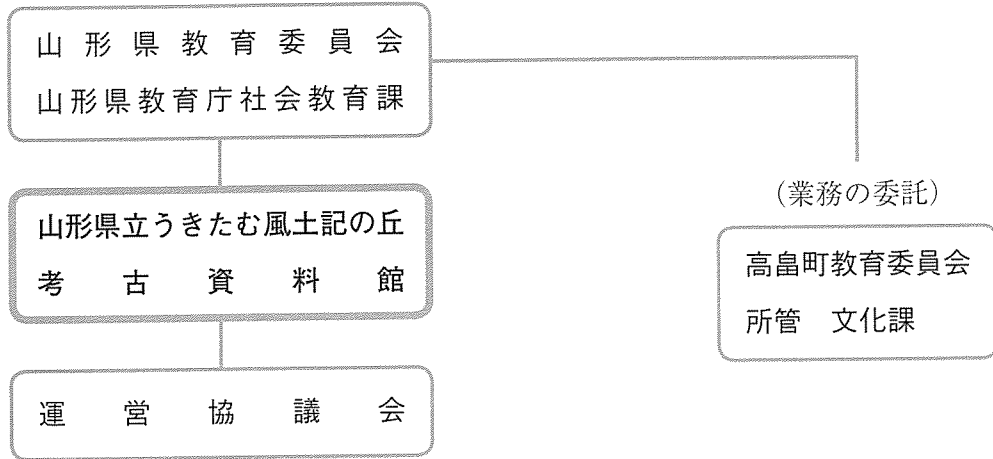 山形県教育委員会
山形県教育庁社会教育課
山形県立うきたむ風土記の丘
考古資料館
運営協議会
(業務の委託)
高畠町教育委員会
所管　文化課